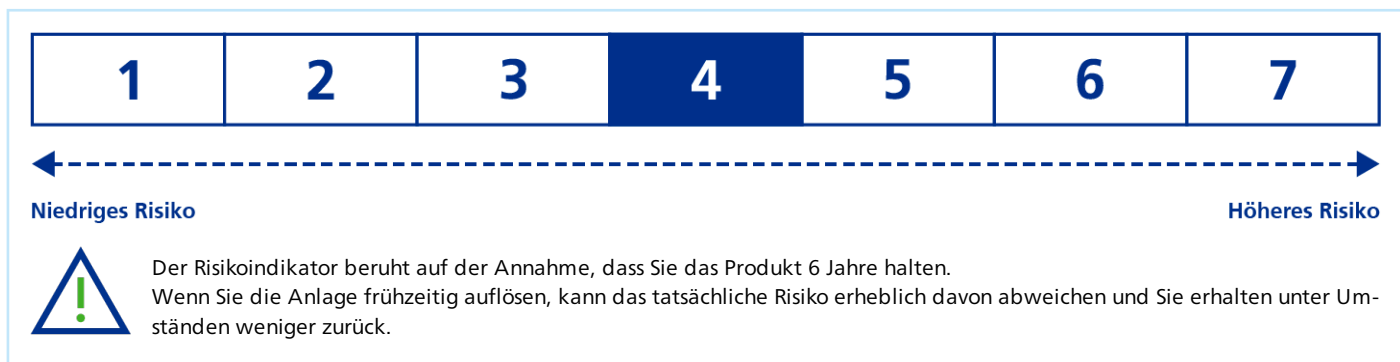 1 2 3 4 5 6 7
Niedriges Risiko Höheres Risiko
Der Risikoindikator beruht auf der Annahme, dass Sie das Produkt 6 Jahre halten.
Wenn Sie die Anlage frühzeitig auflösen, kann das tatsächliche Risiko erheblich davon abweichen und Sie erhalten unter Um-
ständen weniger zurück.